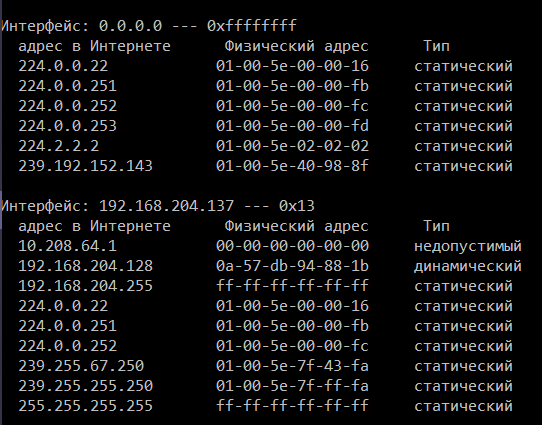 Интерфейс: 0.0.0.0 --- 0xffffffff
адрес в Интернете Физический адрес Тип
224.0.0.22 01-00-5e-00-00-16 статический
224.0.0.251 01-00-5e-00-00-fb статический
224.0.0.252 01-00-5e-00-00-fc статический
224.0.0.253 01-00-5e-00-00-fd статический
224.2.2.2 01-00-5e-02-02-02 статический
239.192.152.143 01-00-5e-40-98-8f статический
Интерфейс: 192.168.204.137 --- 0x13
адрес в Интернете Физический адрес Тип
10.208.64.1 00-00-00-00-00-00 недопустимый
192.168.204.128 0a-57-db-94-88-1b динамический
192.168.204.255 ff-ff-ff-ff-ff-ff статический
224.0.0.22 01-00-5e-00-00-16 статический
224.0.0.251 01-00-5e-00-00-fb статический
224.0.0.252 01-00-5e-00-00-fc статический
239.255.67.250 01-00-5e-7f-43-fa статический
239.255.255.250 01-00-5e-7f-ff-fa статический
255.255.255.255 ff-ff-ff-ff-ff-ff статический